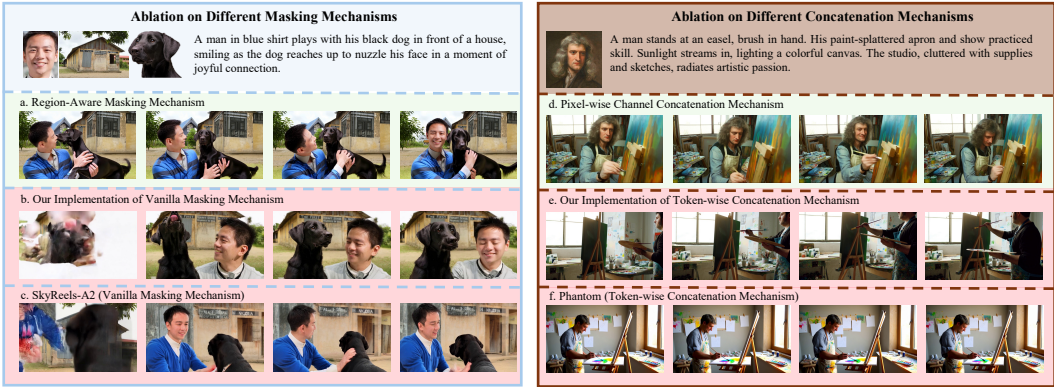 Ablation on Different Masking Mechanisms
A man in blue shirt plays with his black dog in front of a house,
smiling as the dog reaches up to nuzzle his face in a moment of
joyful connection.
a. Region-Aware Masking Mechanism
b. Our Implementation of Vanilla Masking Mechanism
c. SkyReels-A2 (Vanilla Masking Mechanism)
Ablation on Different Concatenation Mechanisms
A man stands at an easel, brush in hand. His paint-splattered apron and show practiced
skill. Sunlight streams in, lighting a colorful canvas. The studio, cluttered with supplies
and sketches, radiates artistic passion.
d. Pixel-wise Channel Concatenation Mechanism
e. Our Implementation of Token-wise Concatenation Mechanism
f. Phantom (Token-wise Concatenation Mechanism)